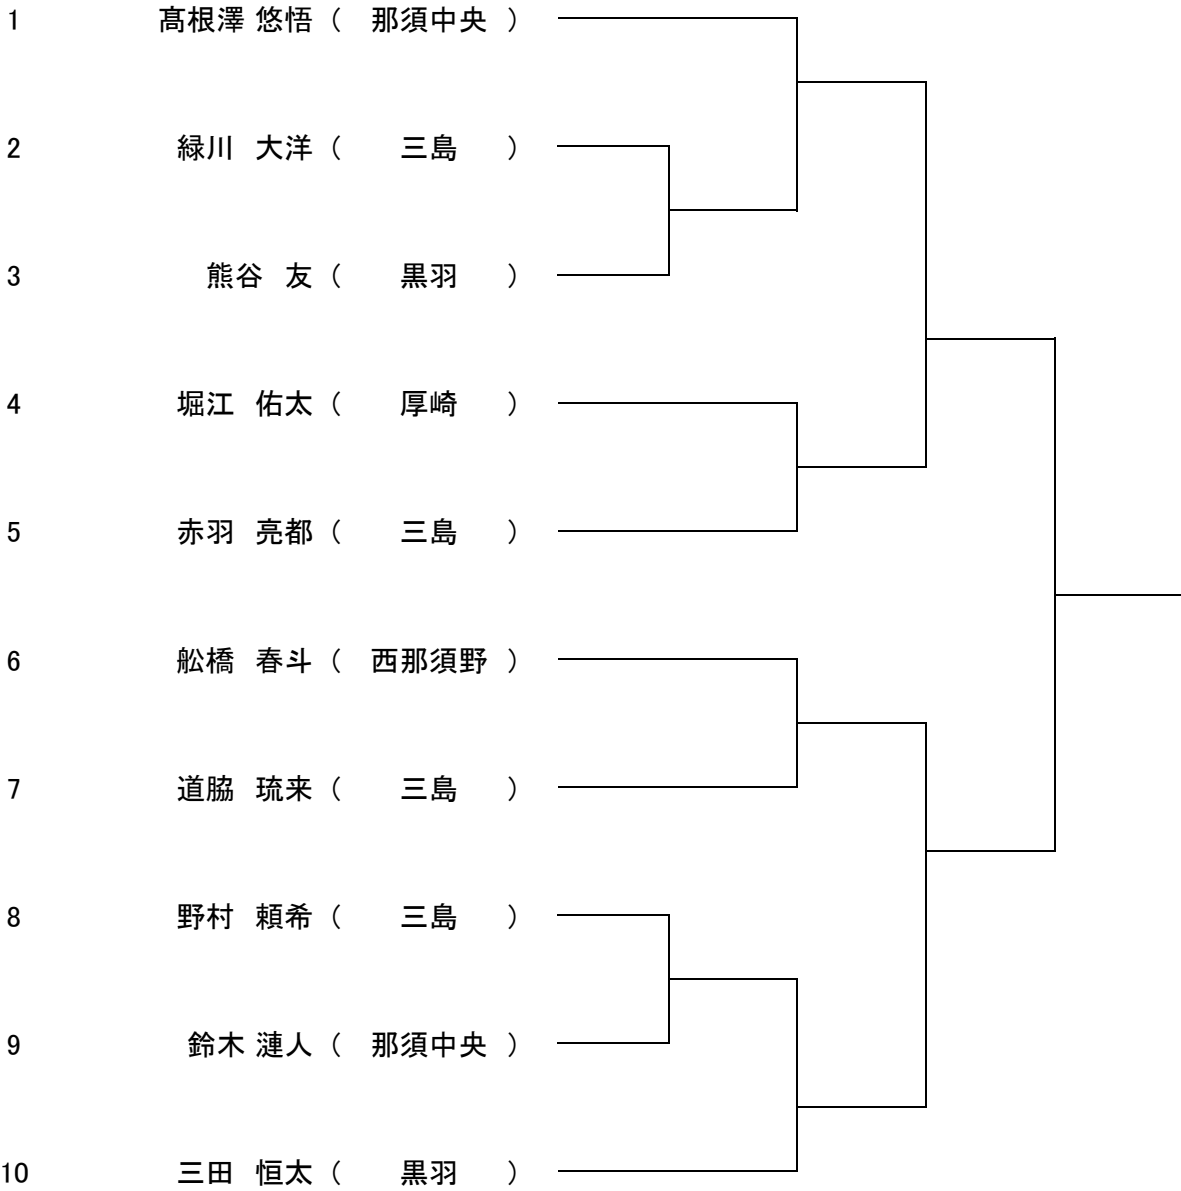 1 髙根澤 悠悟 ( 那須中央 )
2 緑川 大洋 ( 三島 )
3 熊谷 友 ( 黒羽 )
4 堀江 佑太 ( 厚崎 )
5 赤羽 亮都 ( 三島 )
6 舩橋 春斗 ( 西那須野 )
7 道脇 琉来 ( 三島 )
8 野村 頼希 ( 三島 )
9 鈴木 漣人 ( 那須中央 )
10 三田 恒太 ( 黒羽 )